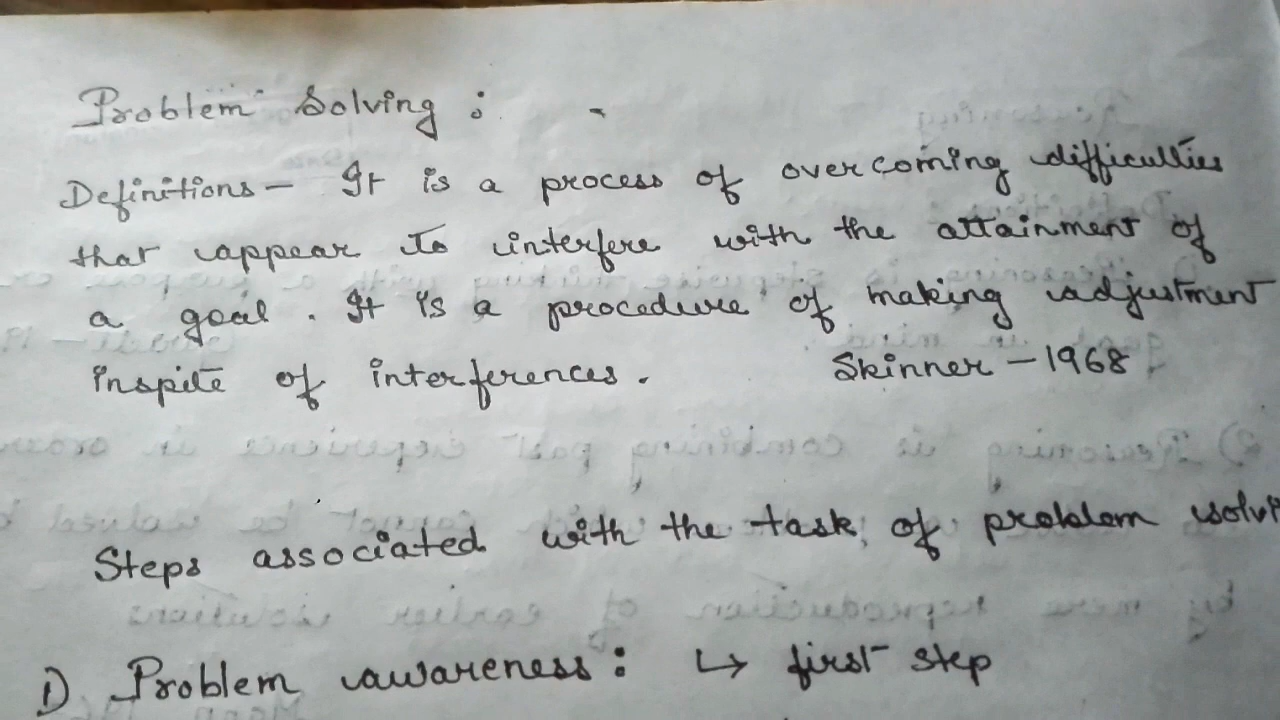 Problem Solving : -
Definitions — It is a process of overcoming difficulties
that appear to interfere with the attainment of
a goal. It is a procedure of making adjustment
inspite of interferences. Skinner – 1968
Steps associated with the task of problem solvi
1) Problem awareness : ↳ first step